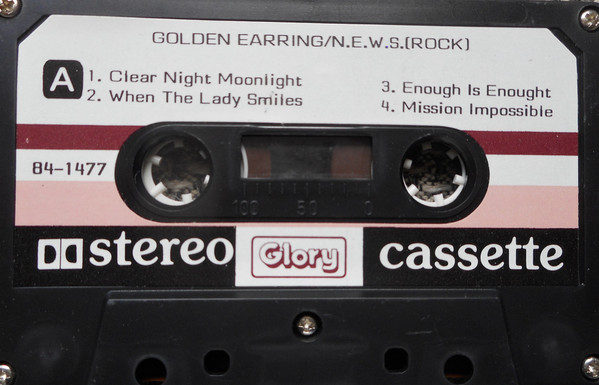 GOLDEN EARRING/N.E.W.S.(ROCK)
A
1. Clear Night Moonlight
2. When The Lady Smiles
3. Enough Is Enought
4. Mission Impossible
84-1477
100 50 0
stereo Glory cassette